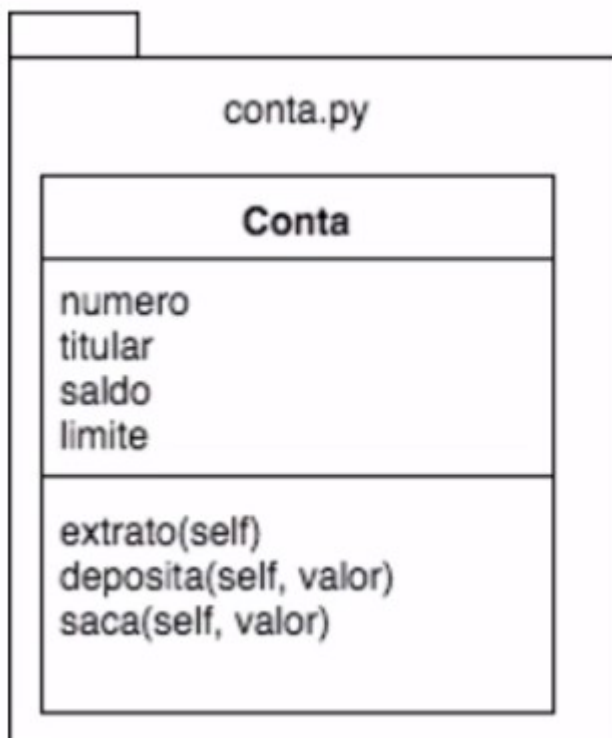 conta.py
Conta
numero
titular
saldo
limite
extrato(self)
deposita(self, valor)
saca(self, valor)